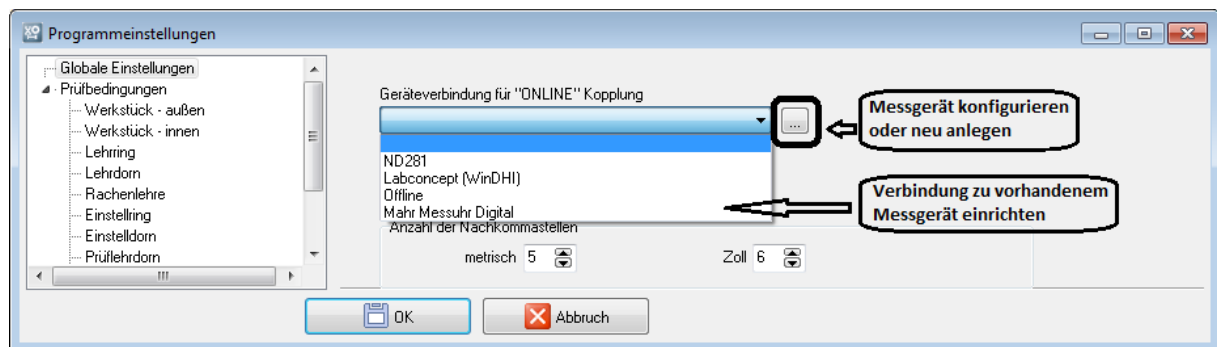 Programmeinstellungen
Globale Einstellungen
Prüfbedingungen
Werkstück - außen
Werkstück - innen
Lehrring
Lehrdorn
Rachenlehre
Einstellring
Einstelldorn
Prüflehrdorn
Geräteverbindung für "ONLINE" Kopplung
...
Messgerät konfigurieren
oder neu anlegen
ND281
Labconcept (WinDHI)
Offline
Mahr Messuhr Digital
Verbindung zu vorhandenem
Messgerät einrichten
Anzahl der Nachkommastellen
metrisch 5 Zoll 6
OK Abbruch